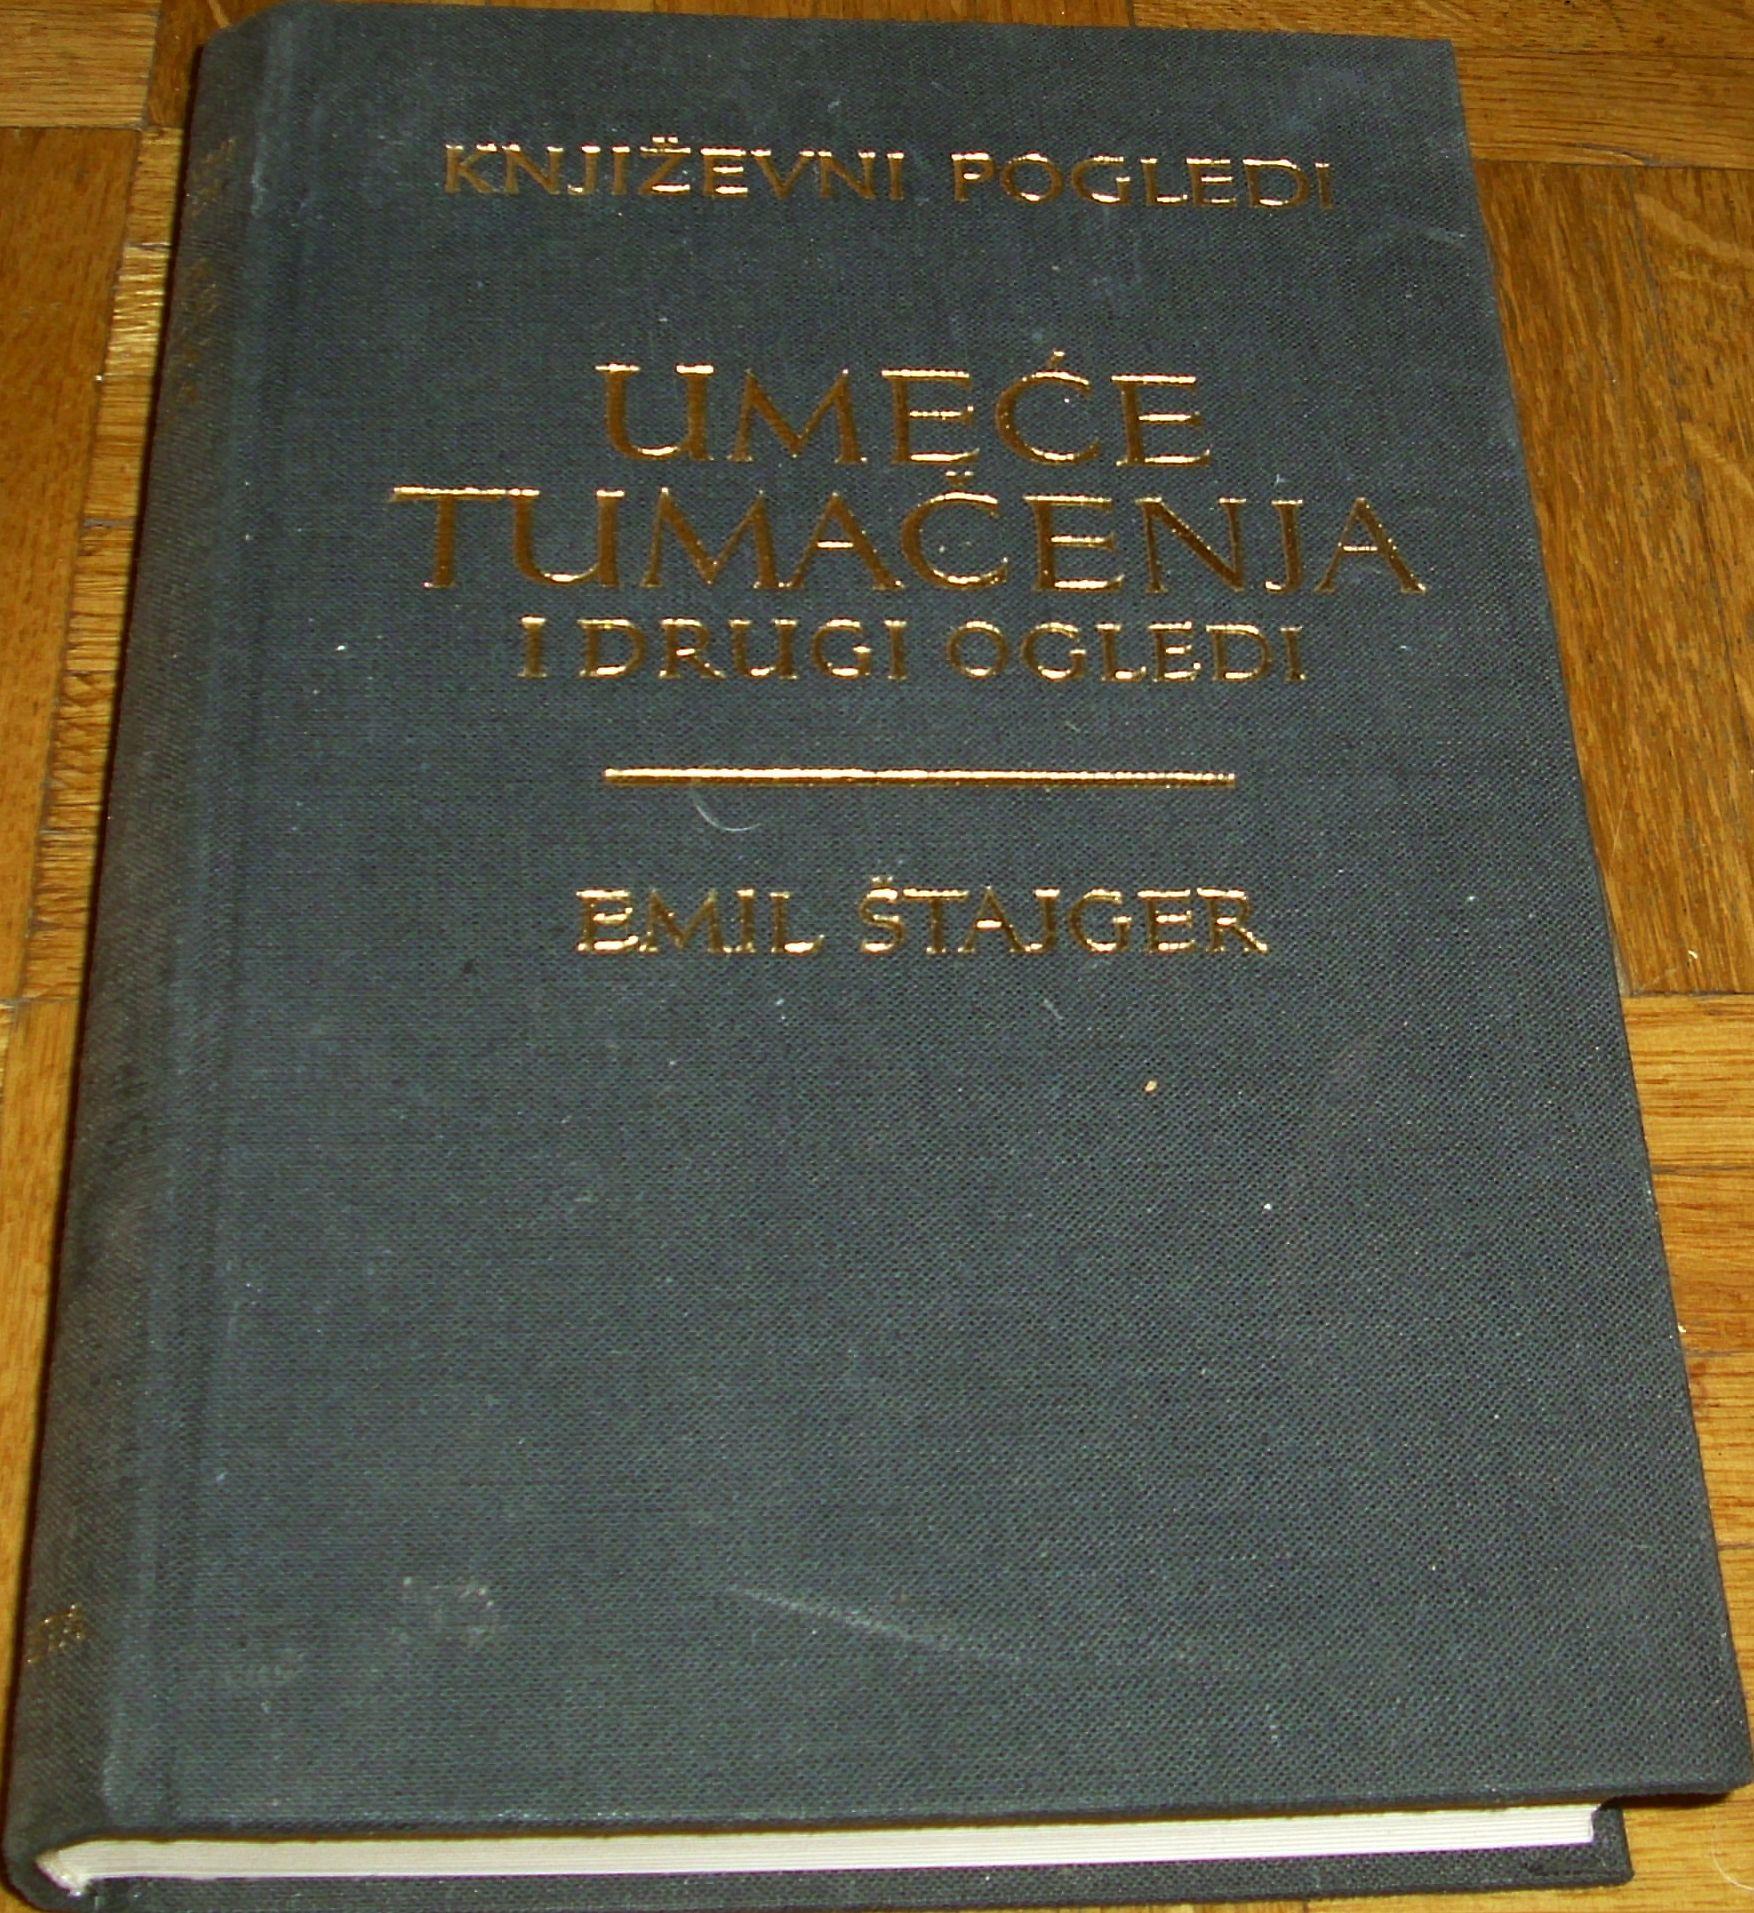 KNJIŽEVNI POGLEDI
UMEĆE
TUMAČENJA
I DRUGI OGLEDI
EMIL ŠTAJGER